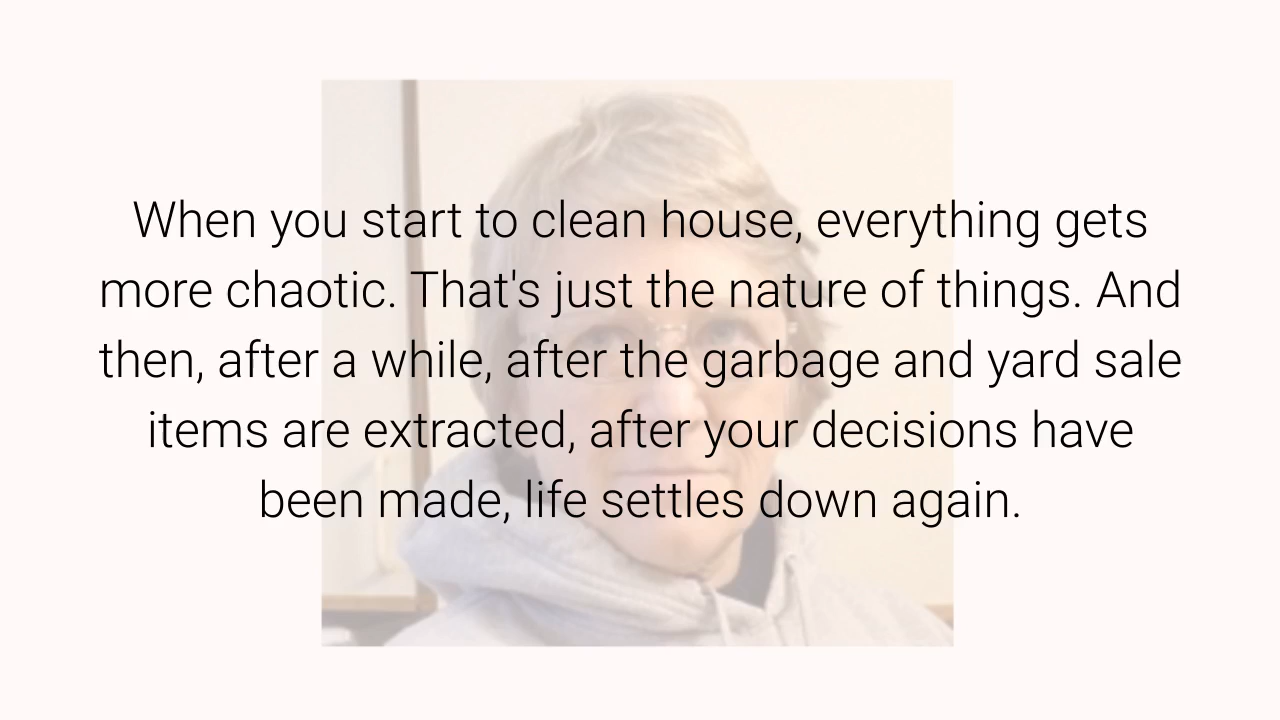 When you start to clean house, everything gets
more chaotic. That's just the nature of things. And
then, after a while, after the garbage and yard sale
items are extracted, after your decisions have
been made, life settles down again.